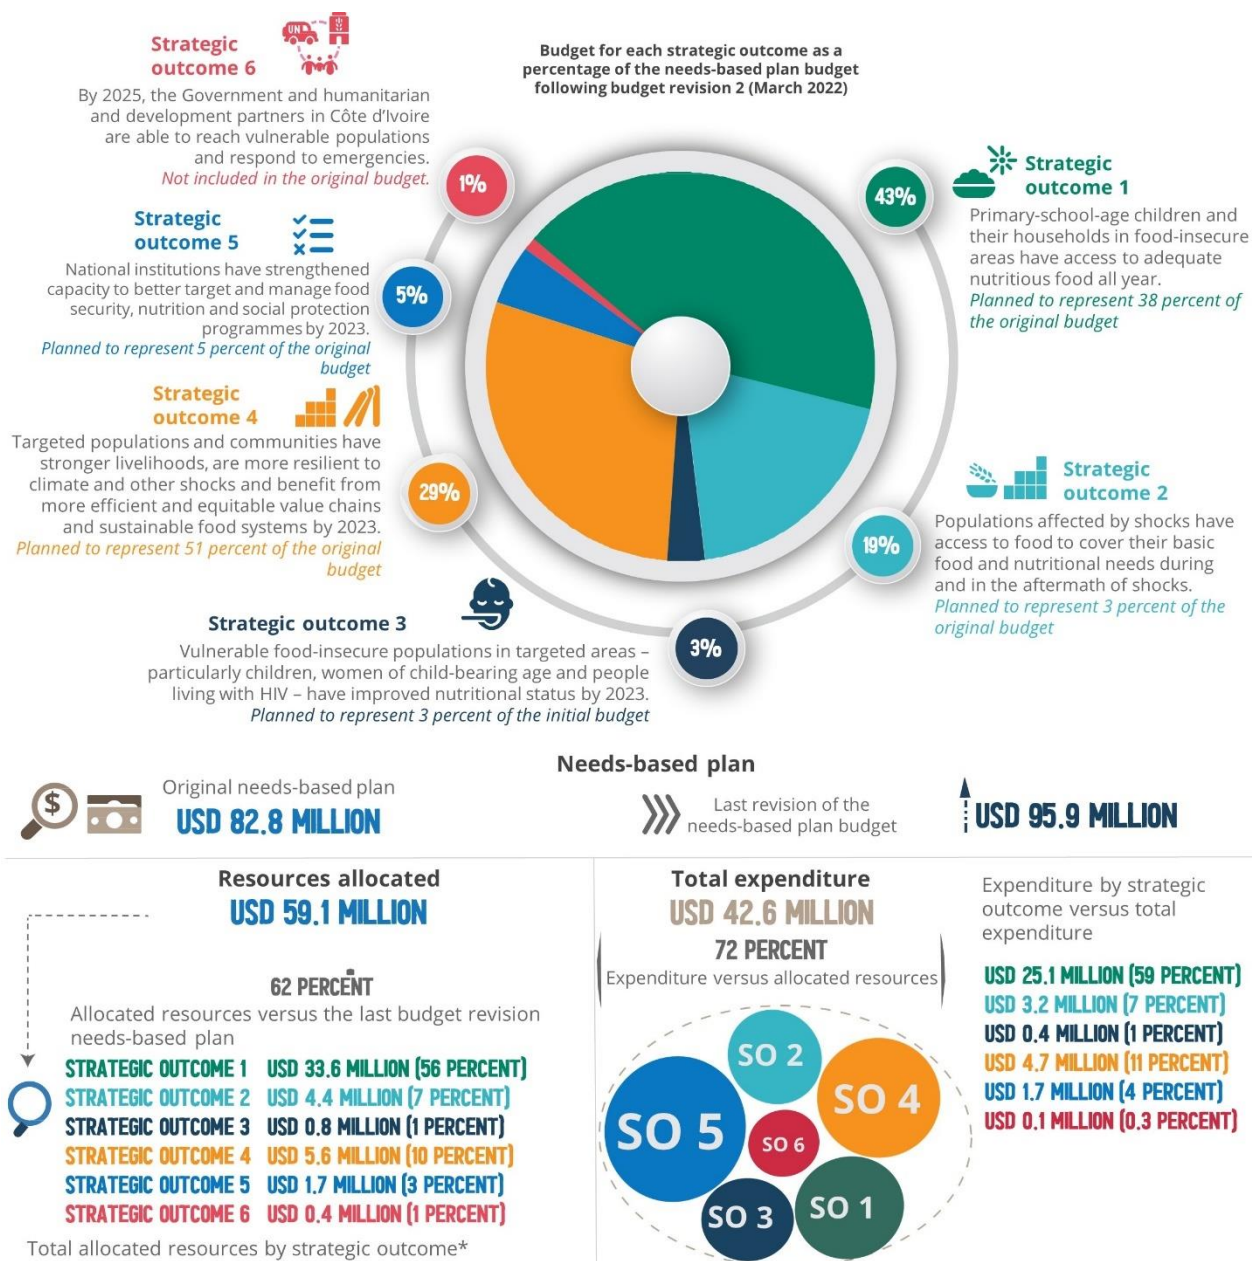 Budget for each strategic outcome as a
percentage of the needs-based plan budget
following budget revision 2 (March 2022)
UN
Strategic
outcome 6
By 2025, the Government and humanitarian
and development partners in Côte d’Ivoire
are able to reach vulnerable populations
and respond to emergencies.
Not included in the original budget.
1%
Strategic
outcome 5
National institutions have strengthened
capacity to better target and manage food
security, nutrition and social protection
programmes by 2023.
Planned to represent 5 percent of the original
budget
5%
Strategic
outcome 4
Targeted populations and communities have
stronger livelihoods, are more resilient to
climate and other shocks and benefit from
more efficient and equitable value chains
and sustainable food systems by 2023.
Planned to represent 51 percent of the original
budget
29%
Strategic outcome 3
Vulnerable food-insecure populations in targeted areas –
particularly children, women of child-bearing age and people
living with HIV – have improved nutritional status by 2023.
Planned to represent 3 percent of the initial budget
3%
43%
Strategic
outcome 1
Primary-school-age children and
their households in food-insecure
areas have access to adequate
nutritious food all year.
Planned to represent 38 percent of
the original budget
19%
Strategic
outcome 2
Populations affected by shocks have
access to food to cover their basic
food and nutritional needs during
and in the aftermath of shocks.
Planned to represent 3 percent of the
original budget
Needs-based plan
$
Original needs-based plan
USD 82.8 MILLION
Last revision of the
needs-based plan budget
USD 95.9 MILLION
Resources allocated
USD 59.1 MILLION
62 PERCENT
Allocated resources versus the last budget revision
needs-based plan
STRATEGIC OUTCOME 1 USD 33.6 MILLION (56 PERCENT)
STRATEGIC OUTCOME 2 USD 4.4 MILLION (7 PERCENT)
STRATEGIC OUTCOME 3 USD 0.8 MILLION (1 PERCENT)
STRATEGIC OUTCOME 4 USD 5.6 MILLION (10 PERCENT)
STRATEGIC OUTCOME 5 USD 1.7 MILLION (3 PERCENT)
STRATEGIC OUTCOME 6 USD 0.4 MILLION (1 PERCENT)
Total allocated resources by strategic outcome*
Total expenditure
USD 42.6 MILLION
72 PERCENT
Expenditure versus allocated resources
SO 2
SO 4
SO 5
SO 6
SO 3
SO 1
Expenditure by strategic
outcome versus total
expenditure
USD 25.1 MILLION (59 PERCENT)
USD 3.2 MILLION (7 PERCENT)
USD 0.4 MILLION (1 PERCENT)
USD 4.7 MILLION (11 PERCENT)
USD 1.7 MILLION (4 PERCENT)
USD 0.1 MILLION (0.3 PERCENT)